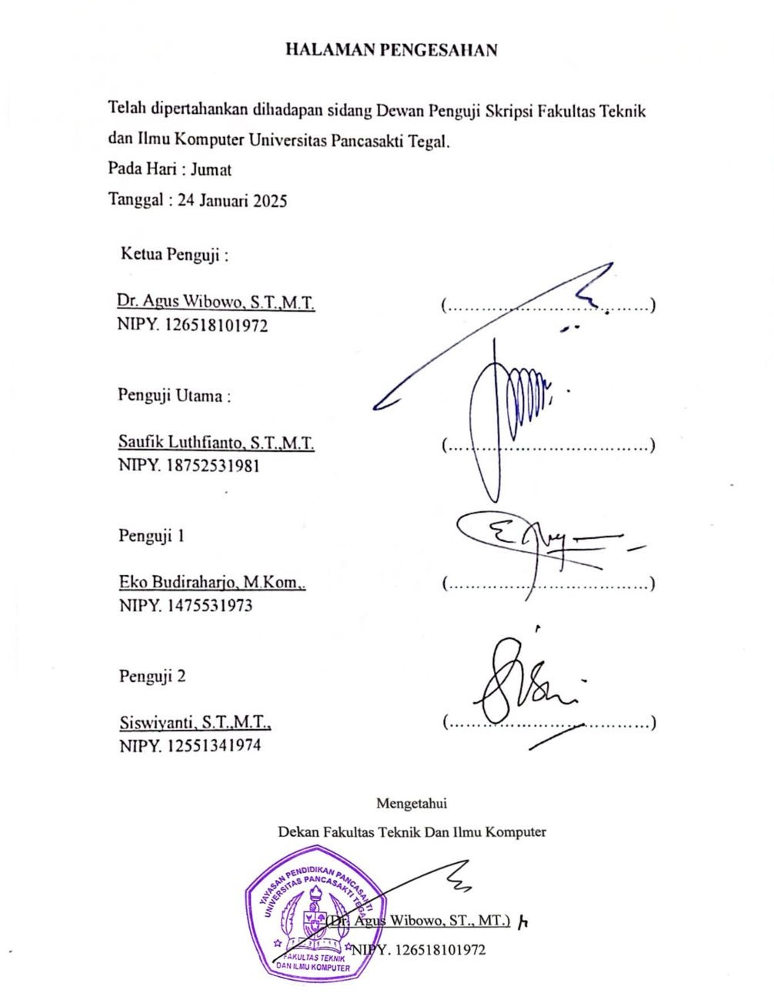 HALAMAN PENGESAHAN
Telah dipertahankan dihadapan sidang Dewan Penguji Skripsi Fakultas Teknik
dan Ilmu Komputer Universitas Pancasakti Tegal.
Pada Hari : Jumat
Tanggal : 24 Januari 2025
Ketua Penguji :
Dr. Agus Wibowo, S.T.,M.T. (..........................................)
NIPY. 126518101972
Penguji Utama :
Saufik Luthfianto, S.T.,M.T. (..........................................)
NIPY. 18752531981
Penguji 1
Eko Budiraharjo, M.Kom,. (..........................................)
NIPY. 1475531973
Penguji 2
Siswiyanti, S.T.,M.T., (..........................................)
NIPY. 12551341974
Mengetahui
Dekan Fakultas Teknik Dan Ilmu Komputer
YAYASAN PENDIDIKAN PANCASAKTI
UNIVERSITAS PANCASAKTI TEGAL
(Dr. Agus Wibowo, ST., MT.)
NIPY. 126518101972
FAKULTAS TEKNIK
DAN ILMU KOMPUTER